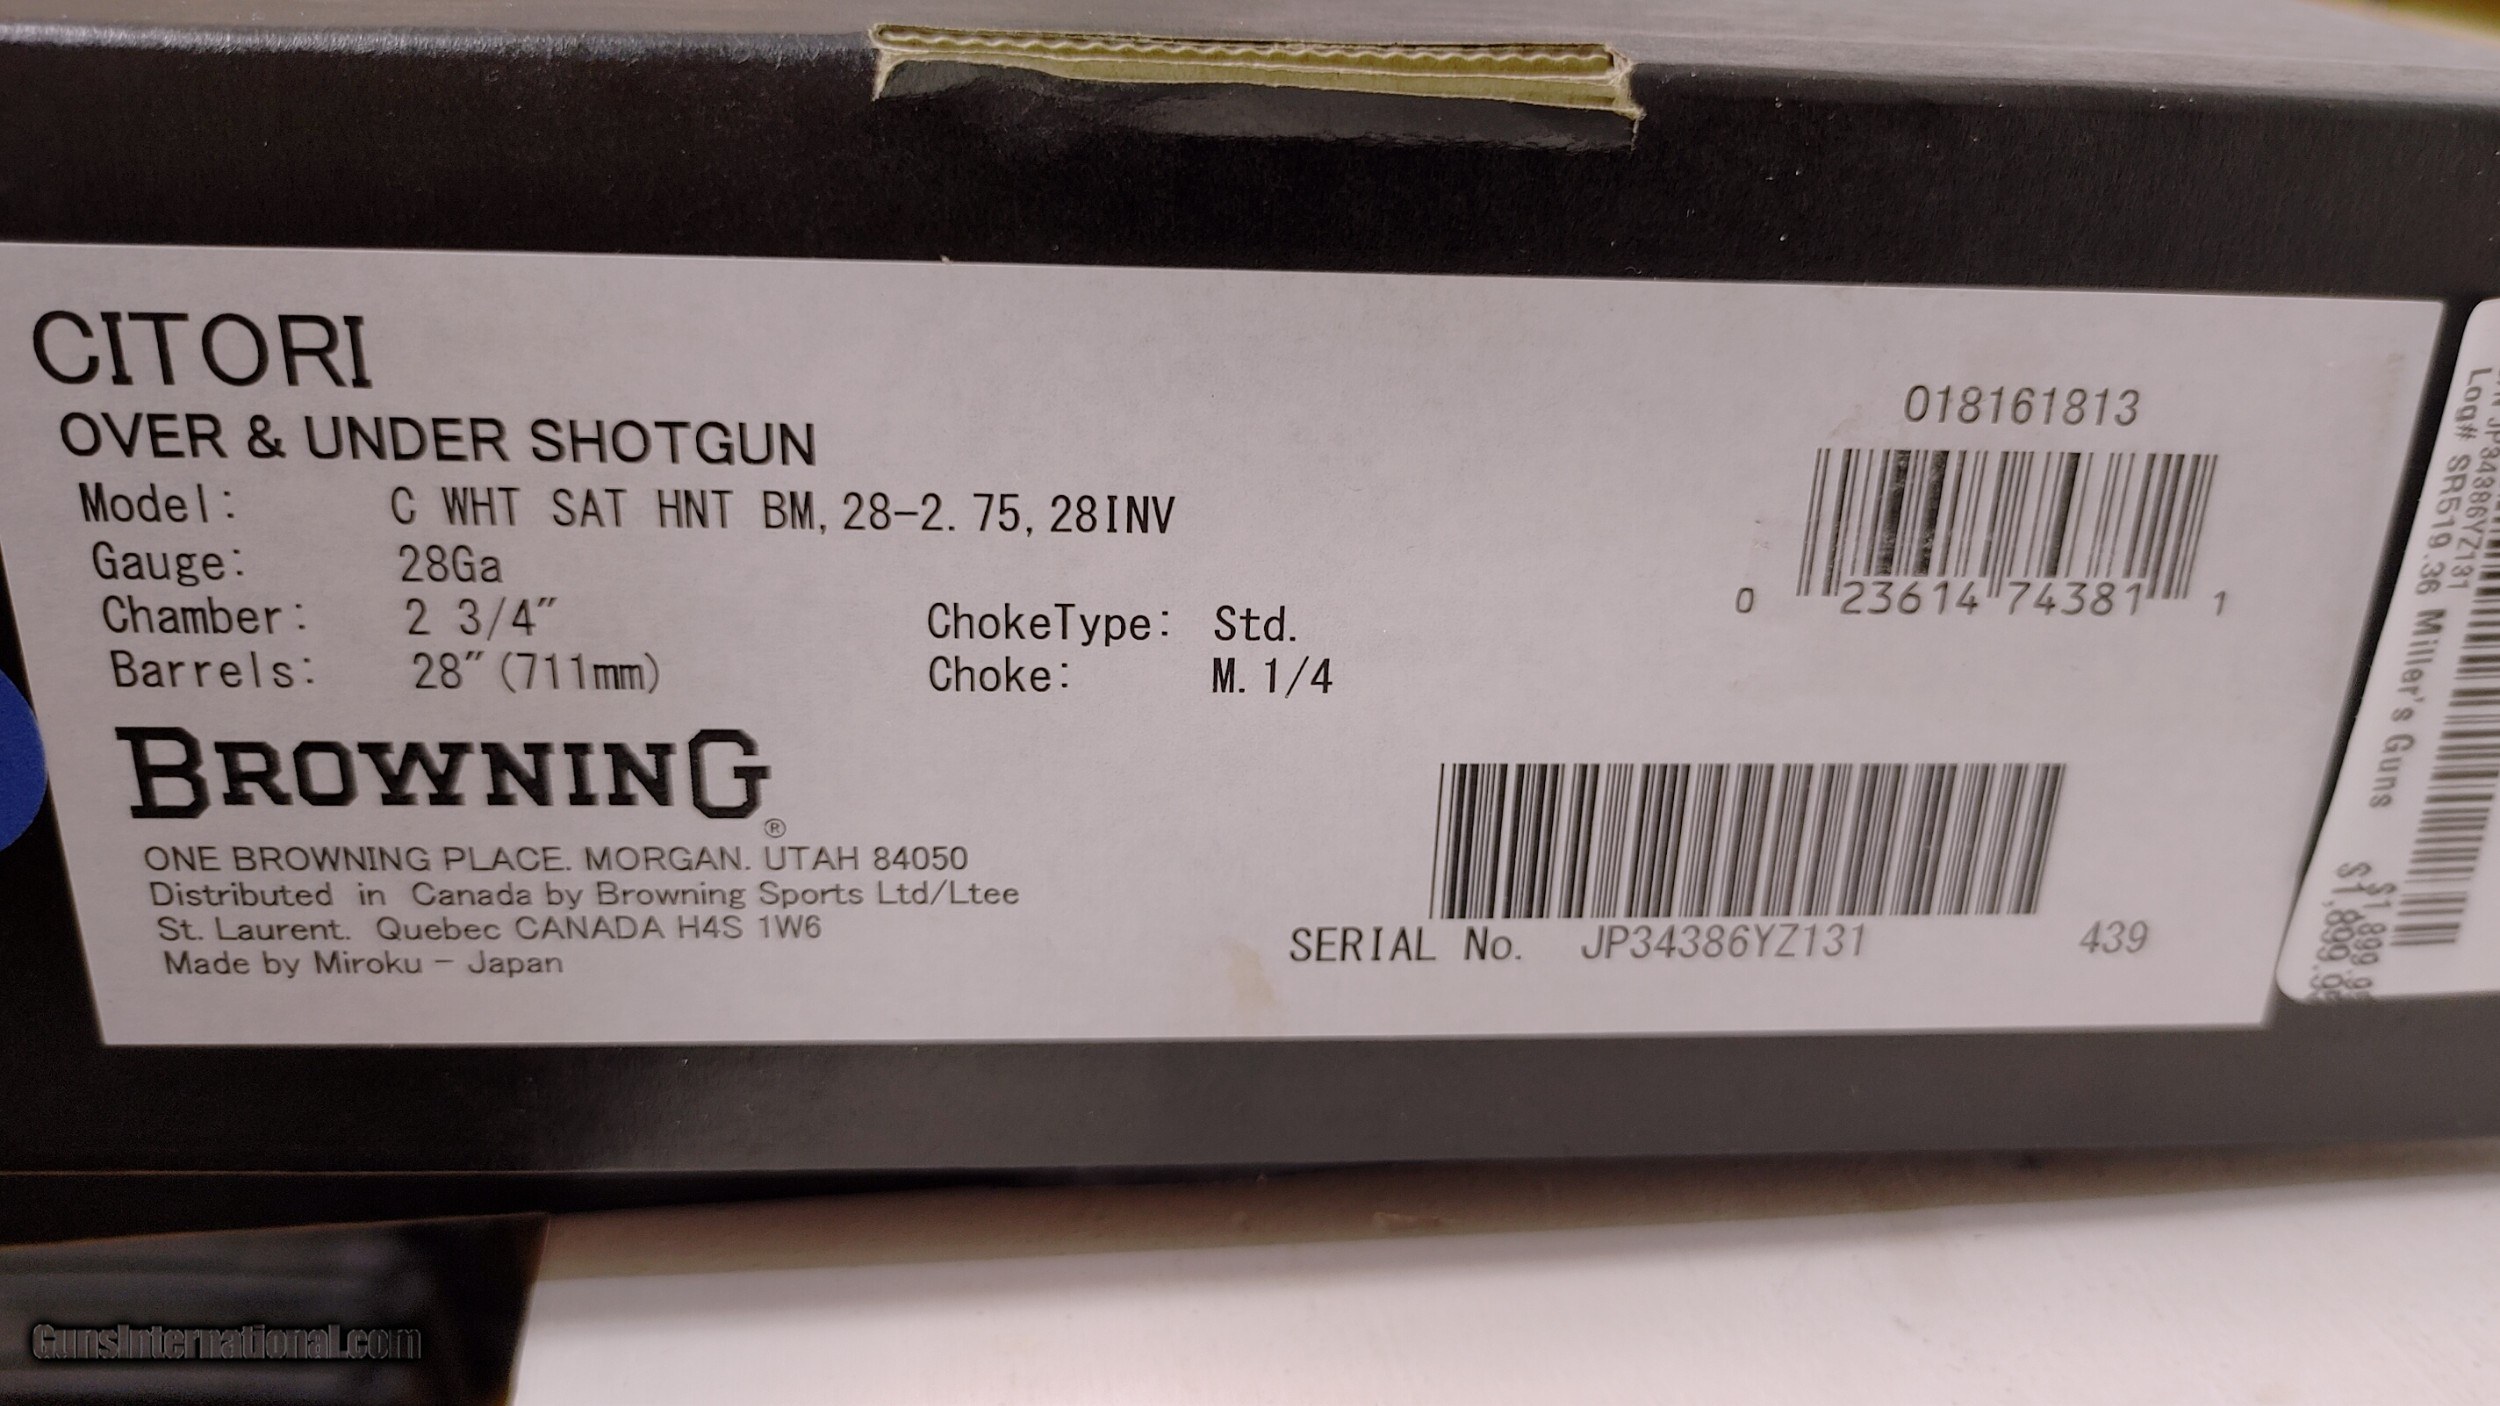 CITORI
OVER & UNDER SHOTGUN
Model: C WHT SAT HNT BM, 28-2.75, 28INV
Gauge: 28Ga
Chamber: 2 3/4"
Barrels: 28" (711mm)
ChokeType: Std.
Choke: M. 1/4
BROWNING®
ONE BROWNING PLACE. MORGAN. UTAH 84050
Distributed in Canada by Browning Sports Ltd/Ltee
St. Laurent. Quebec CANADA H4S 1W6
Made by Miroku - Japan
018161813
0 23614 74381 1
SERIAL No. JP34386YZ131 439
JP34386YZ131
Log# SR519.36 Miller's Guns
GunsInternational.com